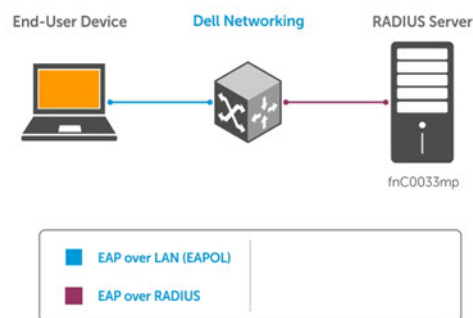 End-User Device
Dell Networking
RADIUS Server
fnC0033mp
EAP over LAN (EAPOL)
EAP over RADIUS